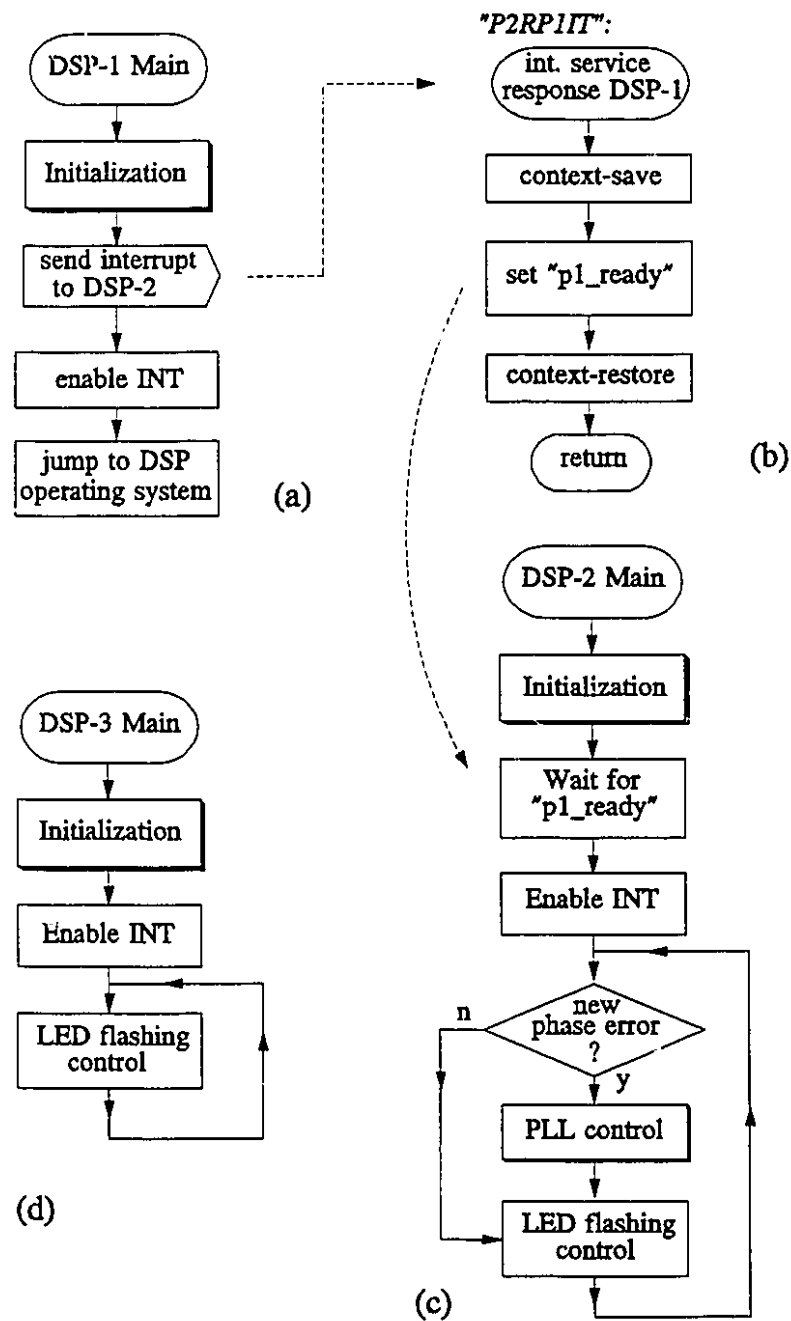 DSP-1 Main
Initialization
send interrupt
to DSP-2
enable INT
jump to DSP
operating system
(a)
"P2RP1IT":
int. service
response DSP-1
context-save
set "p1_ready"
context-restore
return
(b)
DSP-2 Main
Initialization
Wait for
"p1_ready"
Enable INT
new
phase error
?
n
y
PLL control
LED flashing
control
(c)
DSP-3 Main
Initialization
Enable INT
LED flashing
control
(d)